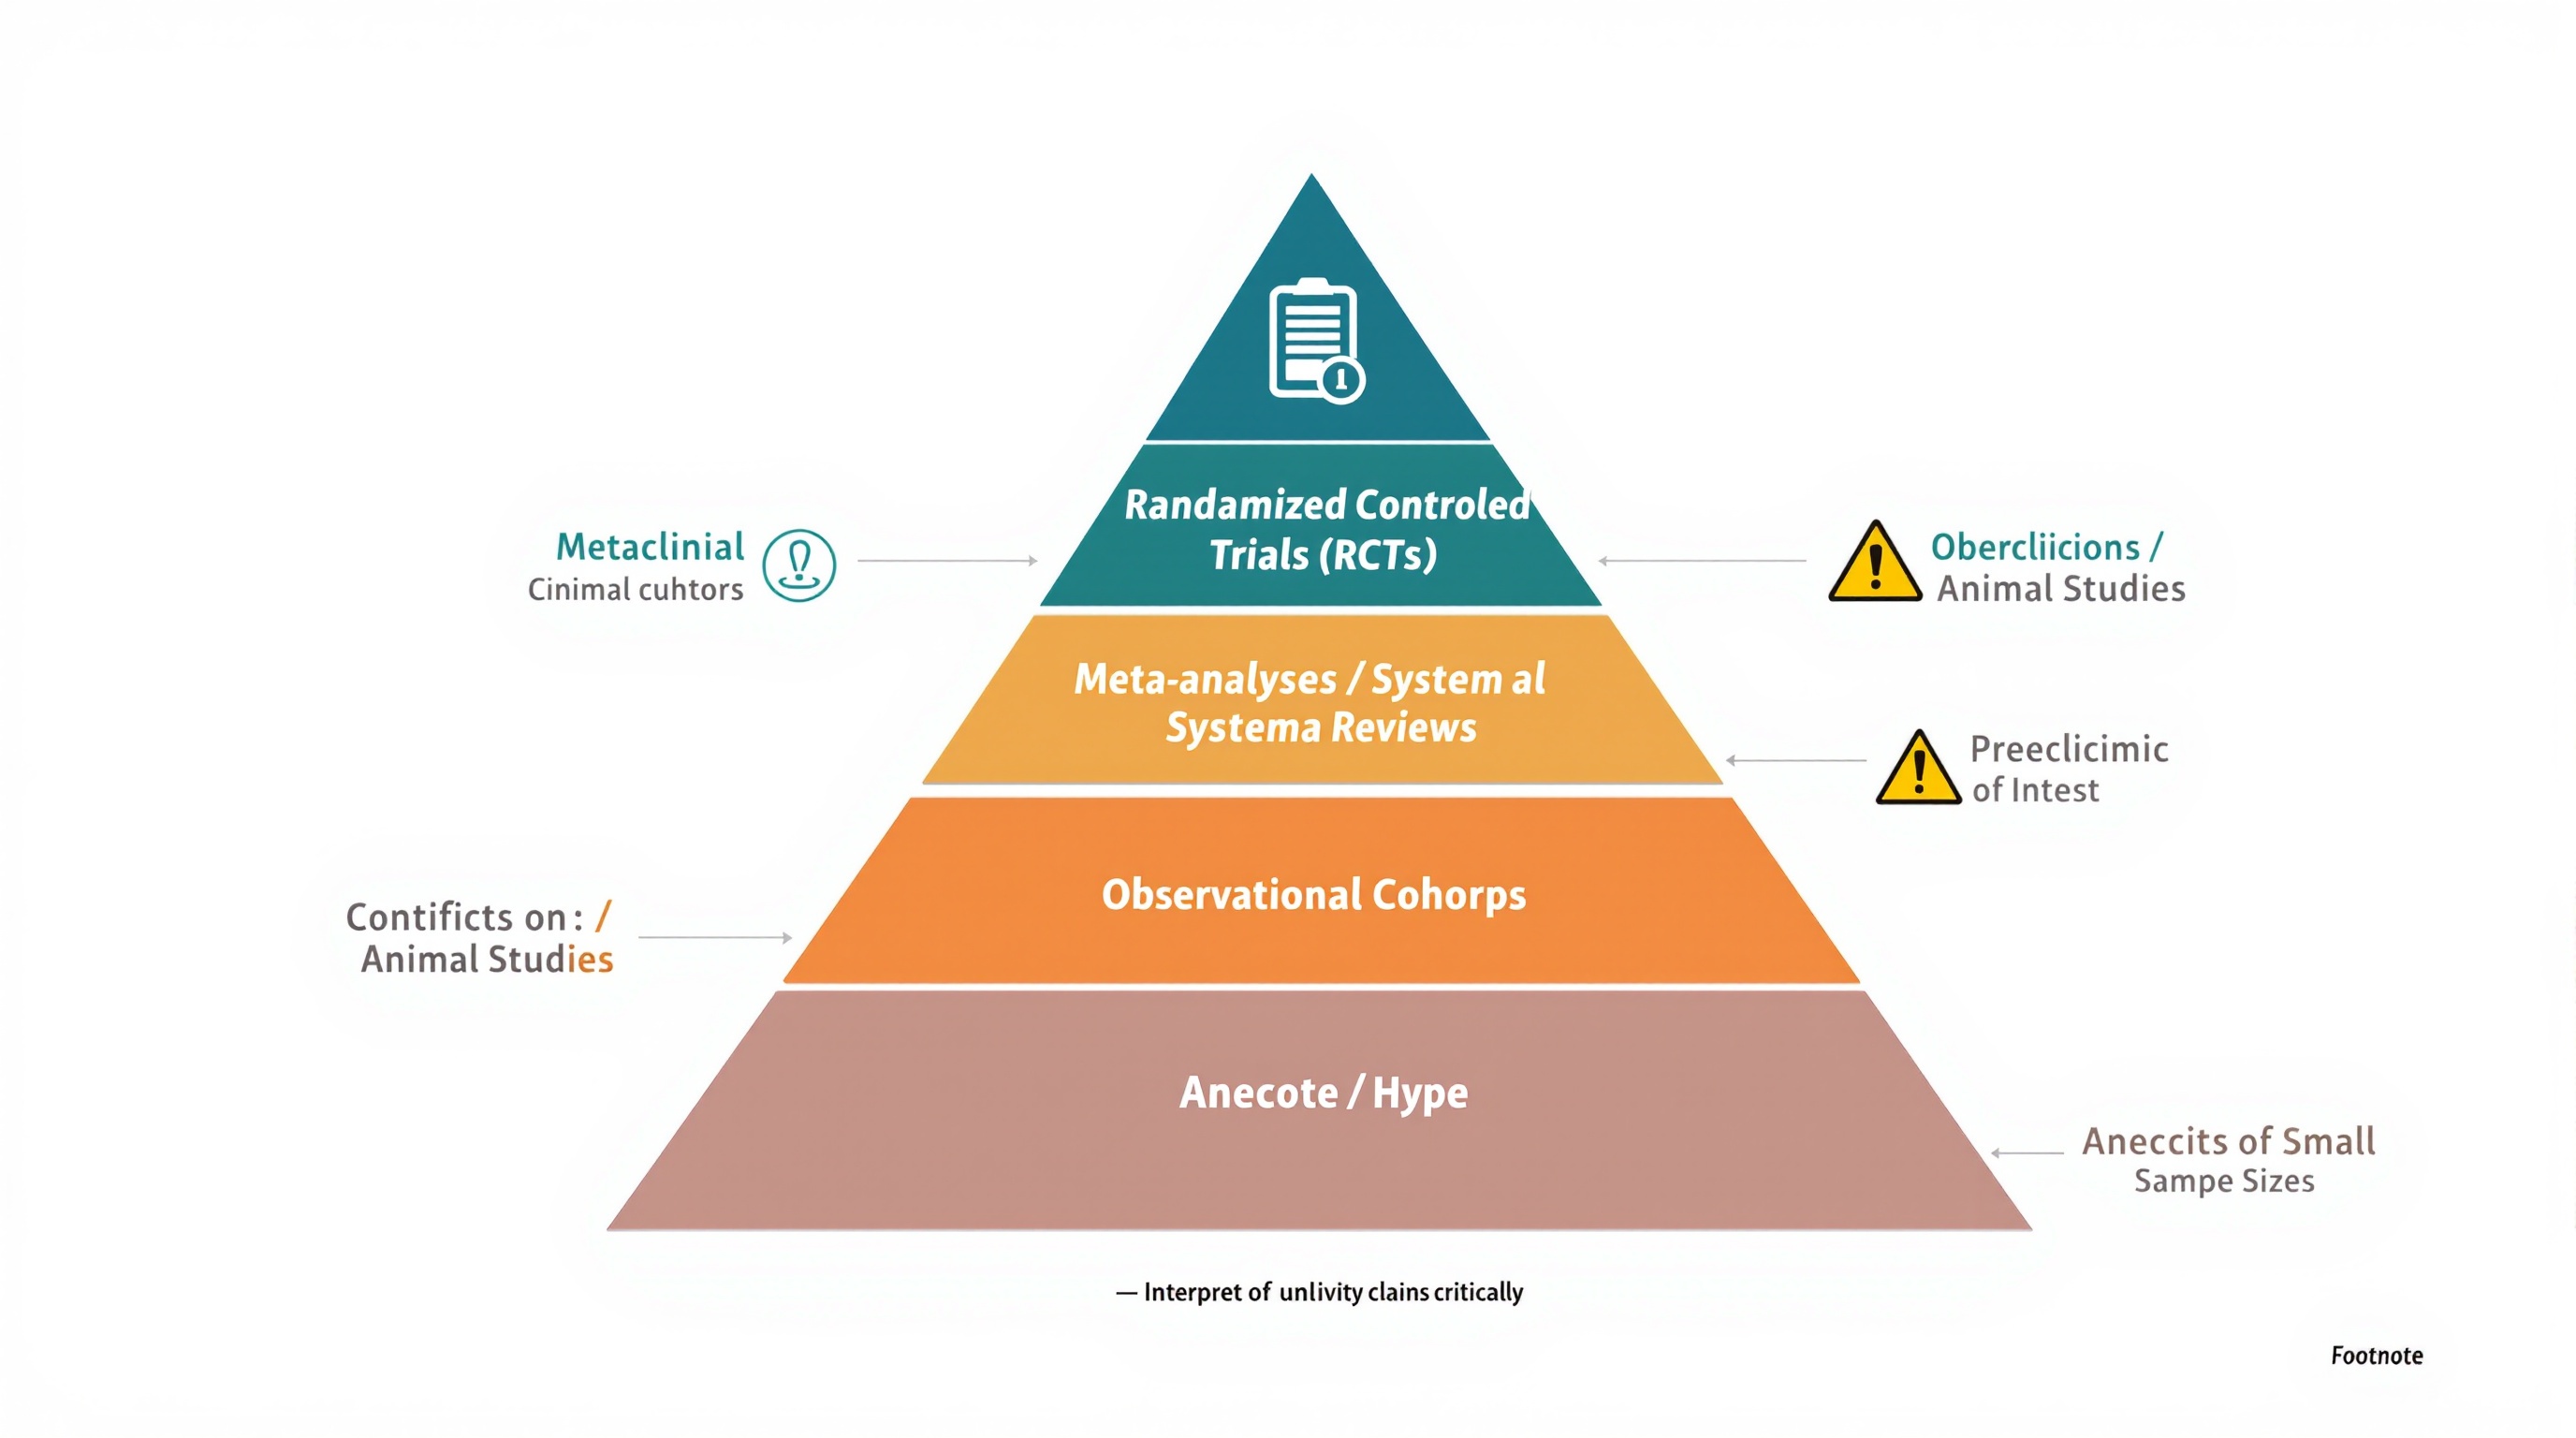 1
Randamized Controled
Trials (RCTs)
Metaclinial
Cinimal cuhtors
Obercliicions /
Animal Studies
Meta-analyses / System al
Systema Reviews
Preeclicimic
of Intest
Observational Cohorps
Contificts on: /
Animal Studies
Anecote / Hype
Aneccits of Small
Sampe Sizes
— Interpret of unlivity clains critically
Footnote